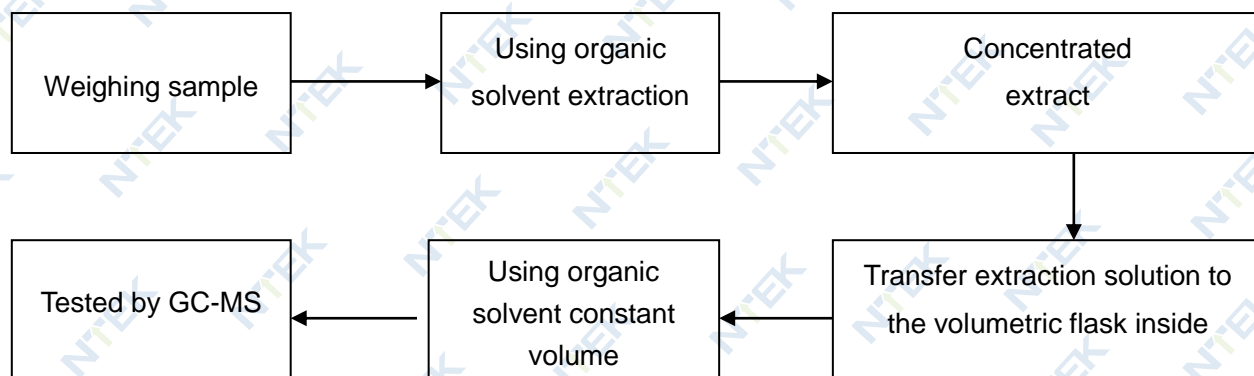 Weighing sample
Using organic
solvent extraction
Concentrated
extract
Transfer extraction solution to
the volumetric flask inside
Using organic
solvent constant
volume
Tested by GC-MS
NTEK